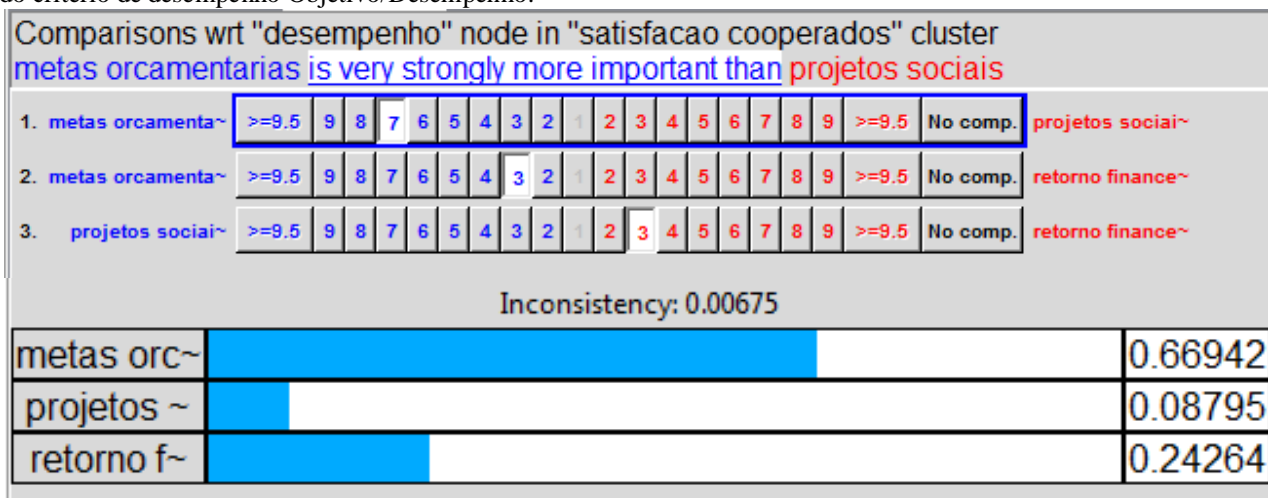 do critério de desempenho Objetivo/Desempenho:
Comparisons wrt "desempenho" node in "satisfacao cooperados" cluster
metas orcamentarias is very strongly more important than projetos sociais
1. metas orcamenta~ >=9.5 9 8 7 6 5 4 3 2 1 2 3 4 5 6 7 8 9 >=9.5 No comp. projetos sociai~
2. metas orcamenta~ >=9.5 9 8 7 6 5 4 3 2 1 2 3 4 5 6 7 8 9 >=9.5 No comp. retorno finance~
3. projetos sociai~ >=9.5 9 8 7 6 5 4 3 2 1 2 3 4 5 6 7 8 9 >=9.5 No comp. retorno finance~
Inconsistency: 0.00675
metas orc~ 0.66942
projetos ~ 0.08795
retorno f~ 0.24264